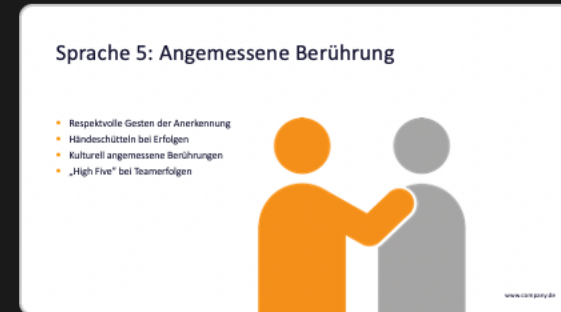 Sprache 5: Angemessene Berührung
Respektvolle Gesten der Anerkennung
Händeschütteln bei Erfolgen
Kulturell angemessene Berührungen
„High Five“ bei Teamerfolgen
www.company.de